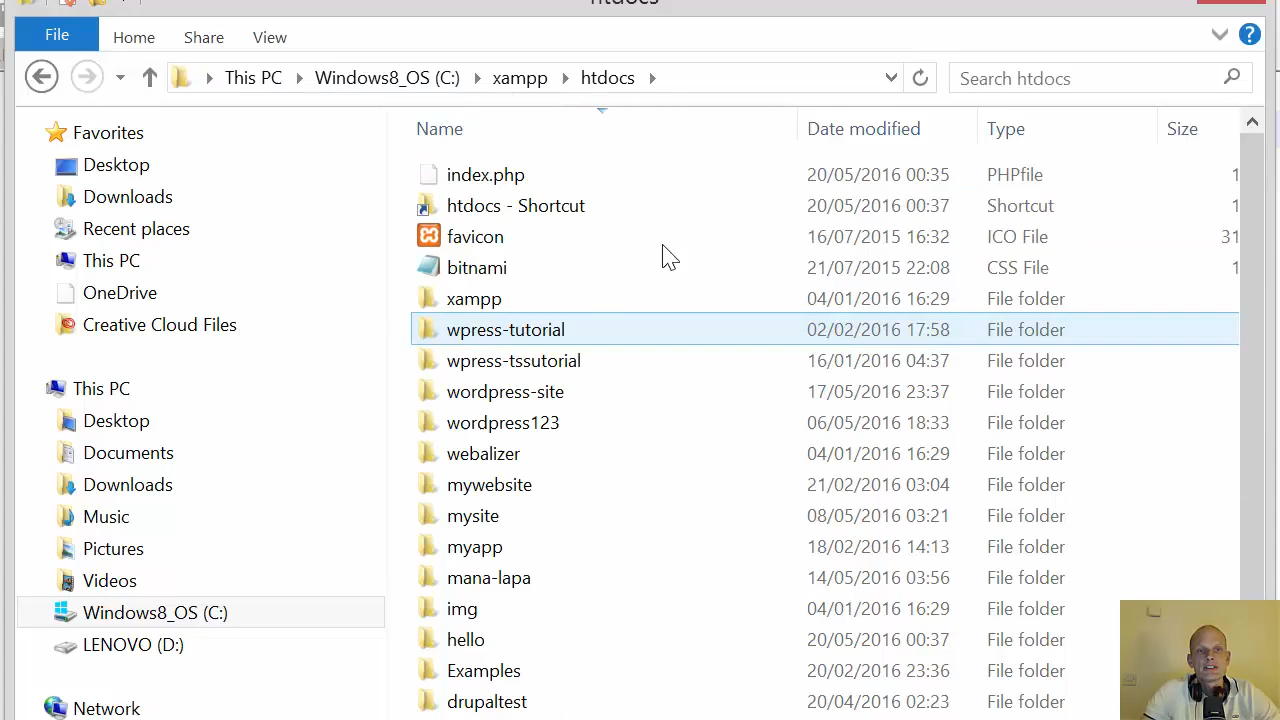 htdocs
File Home Share View
This PC Windows8_OS (C:) xampp htdocs Search htdocs
Name Date modified Type Size
Favorites
Desktop
Downloads
Recent places
This PC
OneDrive
Creative Cloud Files
This PC
Desktop
Documents
Downloads
Music
Pictures
Videos
Windows8_OS (C:)
LENOVO (D:)
Network
index.php 20/05/2016 00:35 PHPfile 1
htdocs - Shortcut 20/05/2016 00:37 Shortcut 1
favicon 16/07/2015 16:32 ICO File 31
bitnami 21/07/2015 22:08 CSS File 1
xampp 04/01/2016 16:29 File folder
wpress-tutorial 02/02/2016 17:58 File folder
wpress-tssutorial 16/01/2016 04:37 File folder
wordpress-site 17/05/2016 23:37 File folder
wordpress123 06/05/2016 18:33 File folder
webalizer 04/01/2016 16:29 File folder
mywebsite 21/02/2016 03:04 File folder
mysite 08/05/2016 03:21 File folder
myapp 18/02/2016 14:13 File folder
mana-lapa 14/05/2016 03:56 File folder
img 04/01/2016 16:29 File folder
hello 20/05/2016 00:37 File folder
Examples 20/02/2016 23:36 File folder
drupaltest 20/04/2016 02:23 File folder